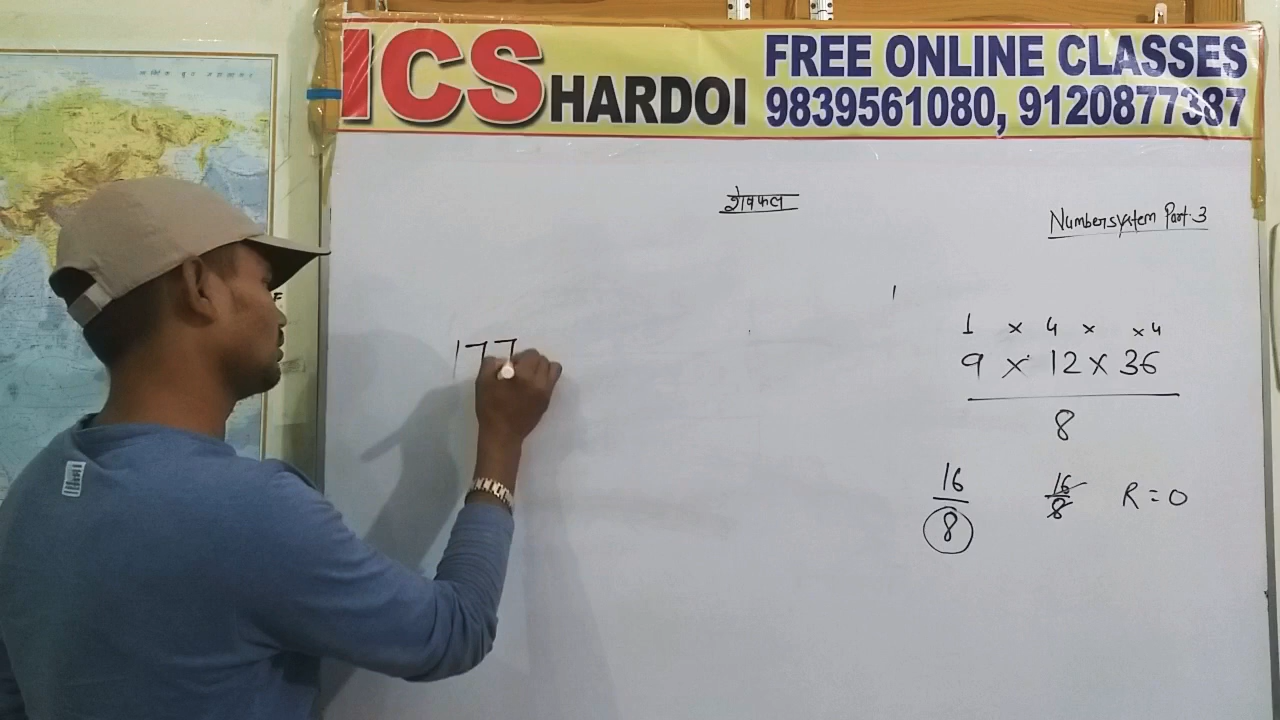 ICS HARDOI FREE ONLINE CLASSES
9839561080, 9120877387
शेषफल
Number system Part-3
1 × 4 × × 4
9 × 12 × 36
8
16
8
16
8
R = 0
177